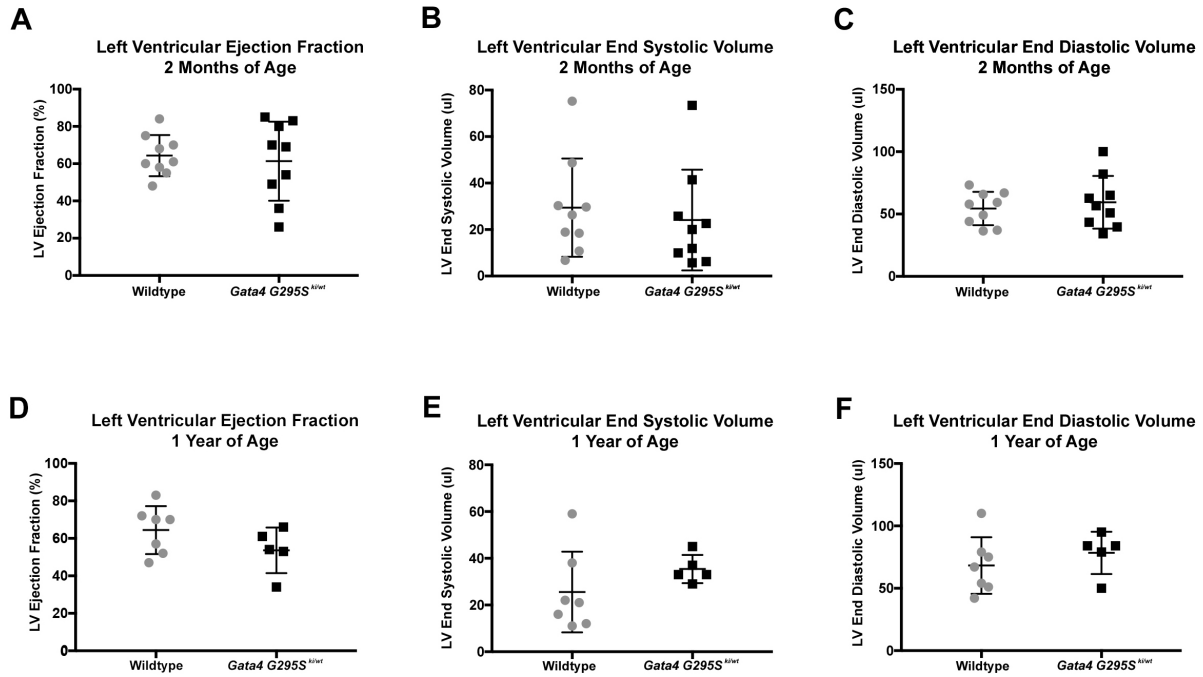 A
Left Ventricular Ejection Fraction
2 Months of Age
LV Ejection Fraction (%)
100
80
60
40
20
0
Wildtype
Gata4 G295S ki/wt
B
Left Ventricular End Systolic Volume
2 Months of Age
LV End Systolic Volume (ul)
80
60
40
20
0
Wildtype
Gata4 G295S ki/wt
C
Left Ventricular End Diastolic Volume
2 Months of Age
LV End Diastolic Volume (ul)
150
100
50
0
Wildtype
Gata4 G295S ki/wt
D
Left Ventricular Ejection Fraction
1 Year of Age
LV Ejection Fraction (%)
100
80
60
40
20
0
Wildtype
Gata4 G295S ki/wt
E
Left Ventricular End Systolic Volume
1 Year of Age
LV End Systolic Volume (ul)
80
60
40
20
0
Wildtype
Gata4 G295S ki/wt
F
Left Ventricular End Diastolic Volume
1 Year of Age
LV End Diastolic Volume (ul)
150
100
50
0
Wildtype
Gata4 G295S ki/wt